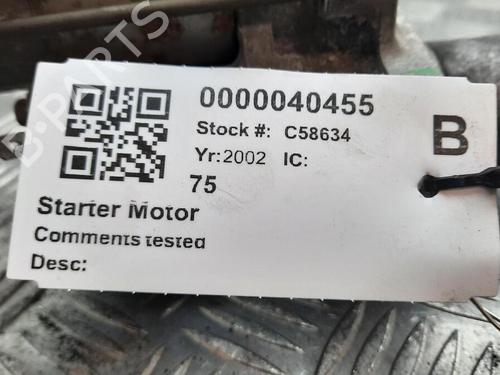 B-PARTS
0000040455
Stock #: C58634
B
Yr:2002 IC:
75
Starter Motor
Comments tested
Desc: